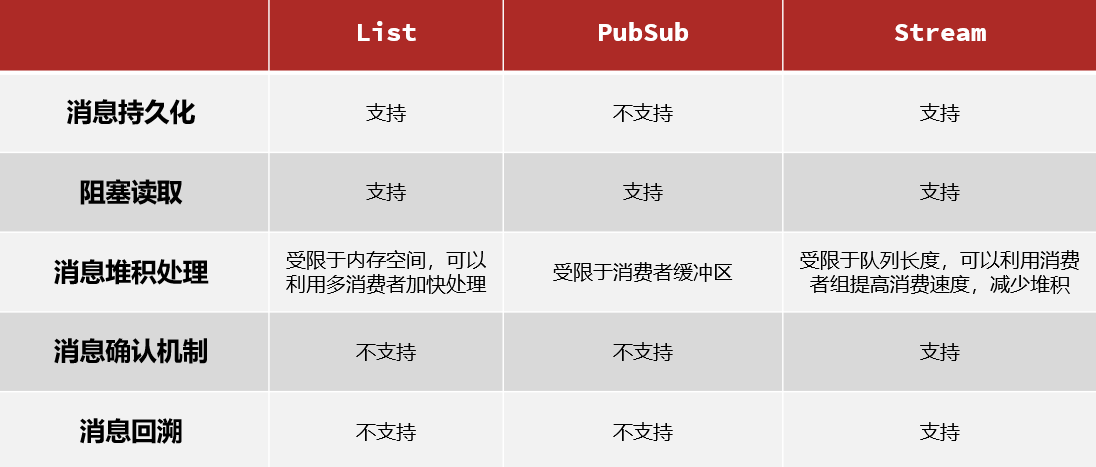 List PubSub Stream
消息持久化 支持 不支持 支持
阻塞读取 支持 支持 支持
消息堆积处理 受限于内存空间，可以 受限于消费者缓冲区 受限于队列长度，可以利用消费
利用多消费者加快处理 者组提高消费速度，减少堆积
消息确认机制 不支持 不支持 支持
消息回溯 不支持 不支持 支持